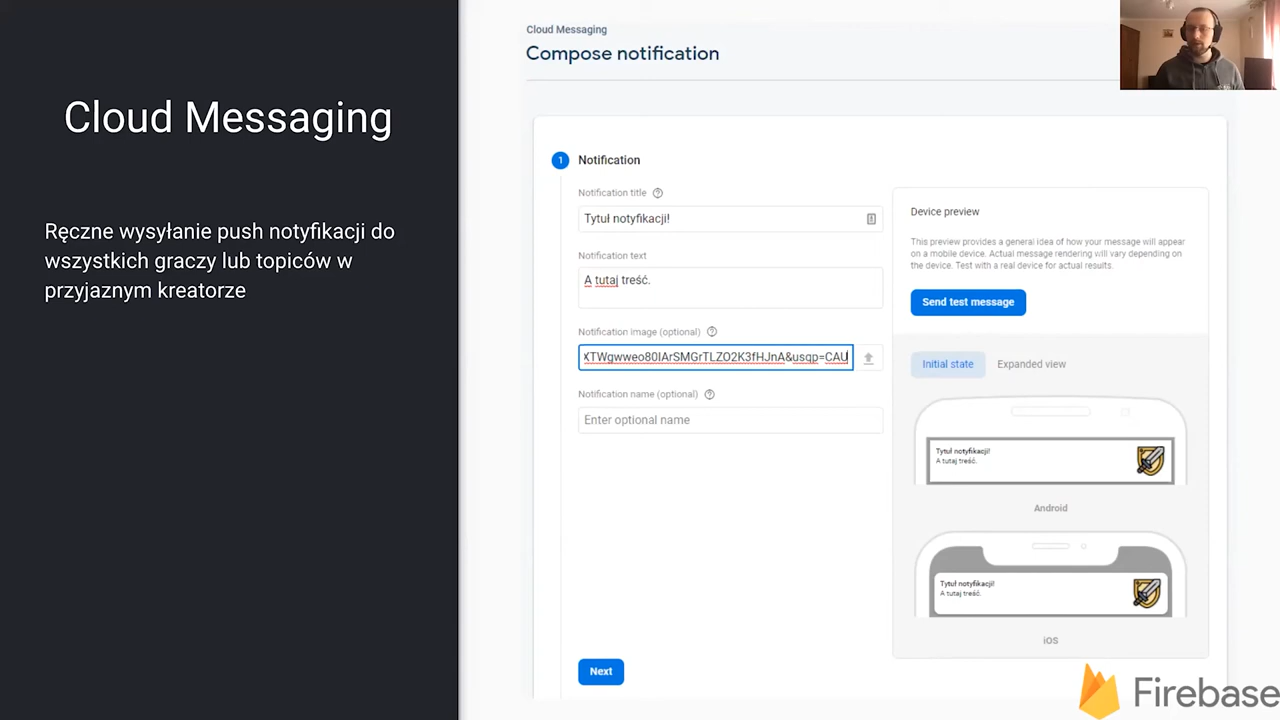 Cloud Messaging
Ręczne wysyłanie push notyfikacji do
wszystkich graczy lub topiców w
przyjaznym kreatorze
Cloud Messaging
Compose notification
1 Notification
Notification title
Tytuł notyfikacji!
Notification text
A tutaj treść.
Notification image (optional)
XTWgwweo80IArSMGrTLZO2K3fHJnA&usqp=CAU
Notification name (optional)
Enter optional name
Next
Device preview
This preview provides a general idea of how your message will appear
on a mobile device. Actual message rendering will vary depending on
the device. Test with a real device for actual results.
Send test message
Initial state
Expanded view
Tytuł notyfikacji!
A tutaj treść.
Android
Tytuł notyfikacji!
A tutaj treść.
iOS
Firebase